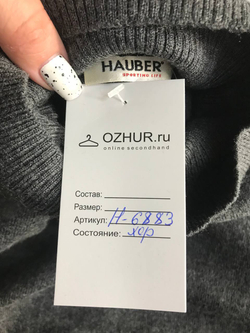 HAUBER
SPORTING LIFE
OZHUR.ru
online secondhand
Состав:
Размер:
Артикул: Н-6883
Состояние: хор